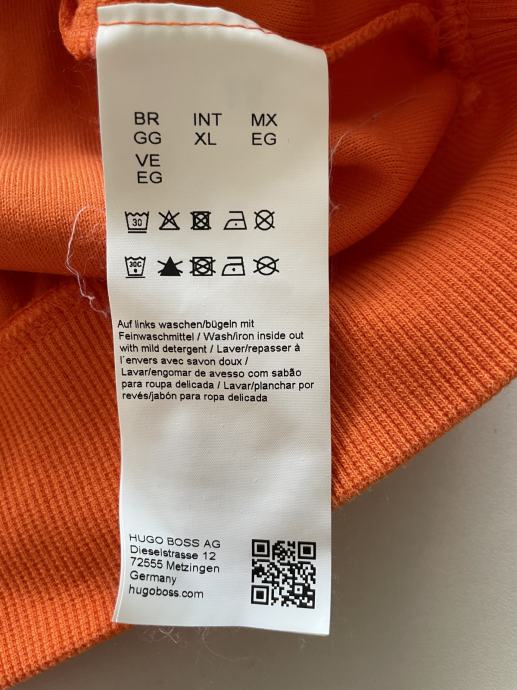 BR INT MX
GG XL EG
VE
EG
30
30C
Auf links waschen/bügeln mit
Feinwaschmittel / Wash/iron inside out
with mild detergent / Laver/repasser à
l'envers avec savon doux /
Lavar/engomar de avesso com sabão
para roupa delicada / Lavar/planchar por
revés/jabón para ropa delicada
HUGO BOSS AG
Dieselstrasse 12
72555 Metzingen
Germany
hugoboss.com